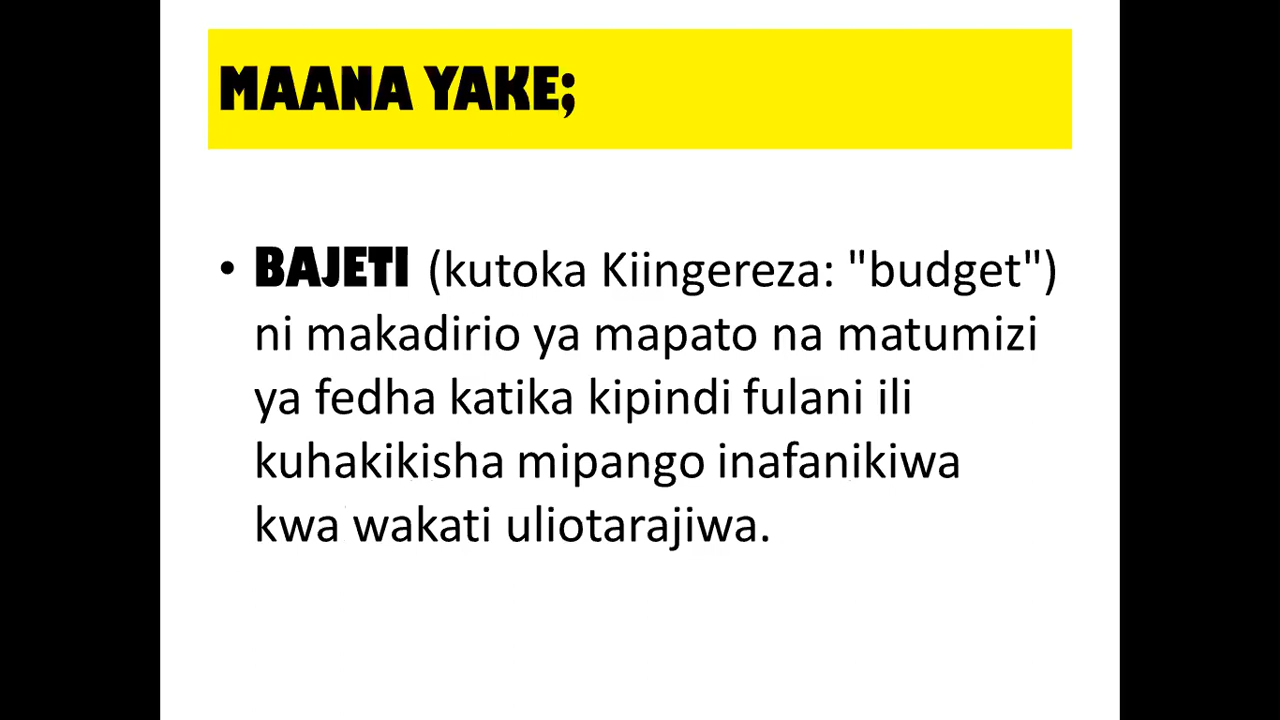 MAANA YAKE;
• BAJETI (kutoka Kiingereza: "budget")
ni makadirio ya mapato na matumizi
ya fedha katika kipindi fulani ili
kuhakikisha mipango inafanikiwa
kwa wakati uliotarajiwa.